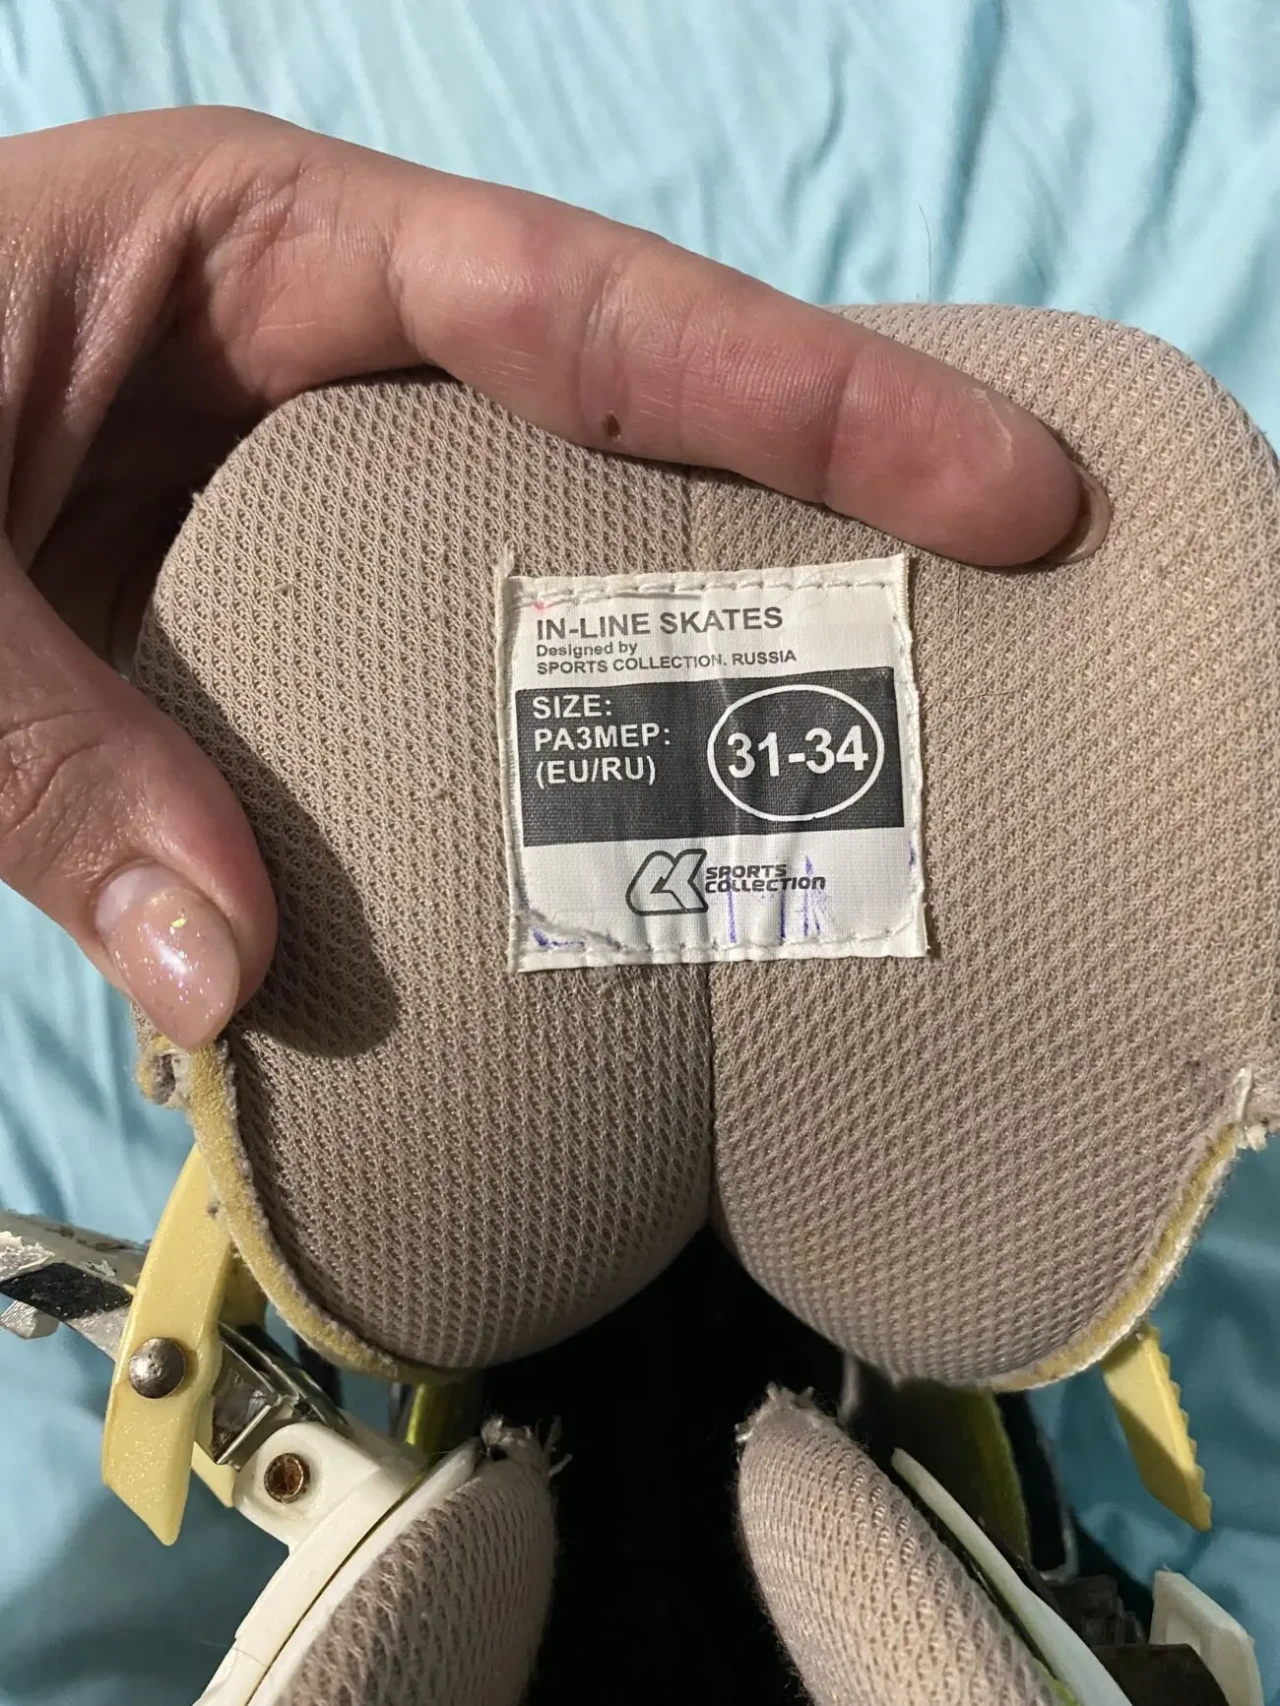 IN-LINE SKATES
Designed by
SPORTS COLLECTION. RUSSIA
SIZE:
РАЗМЕР:
(EU/RU)
31-34
SPORTS
COLLECTION